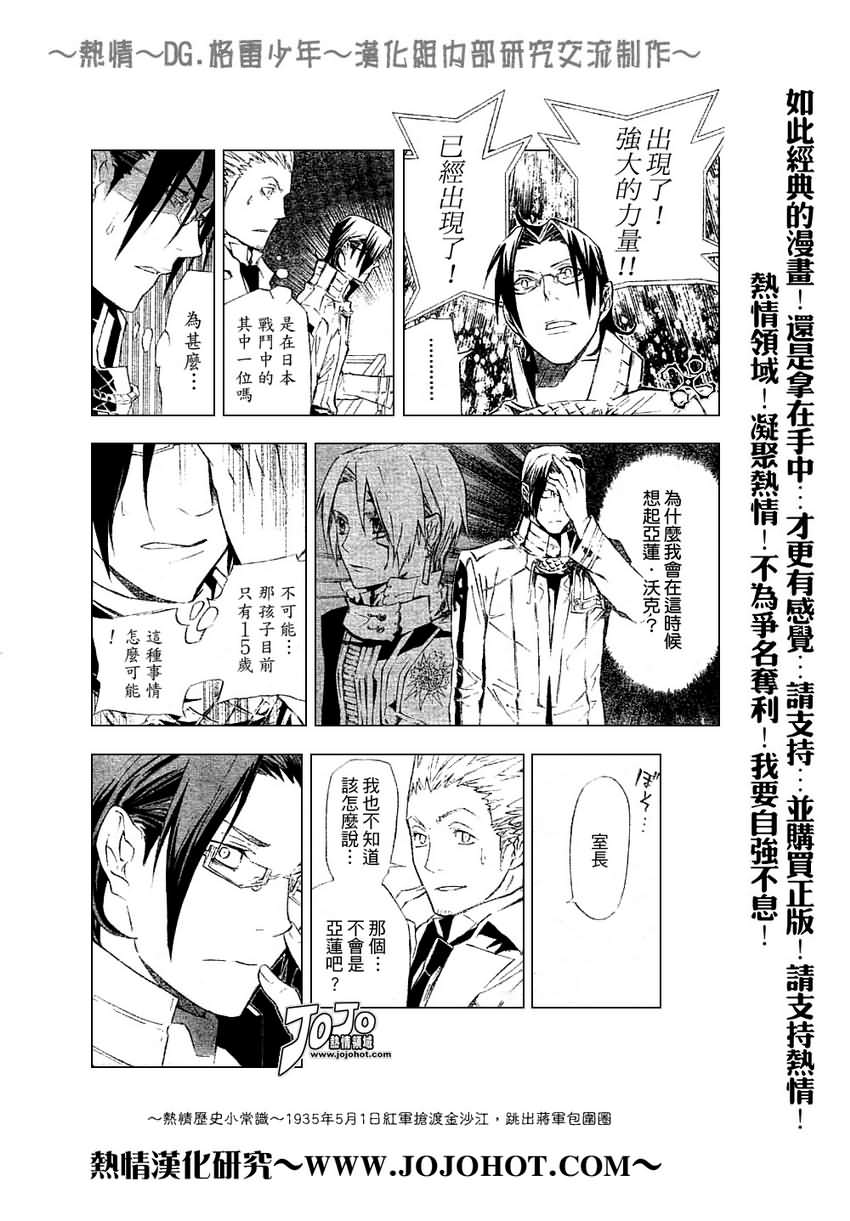 ～熱情～DG.格雷少年～漢化組內部研究交流制作～
如此經典的漫畫！還是拿在手中…才更有感覺…請支持…並購買正版！請支持熱情！
熱情領域！凝聚熱情！不為爭名奪利！我要自強不息！
出現了！
強大的力量!!
已經出現了！
………
是在日本
戰鬥中的
其中一位嗎
為甚麼…
為什麼我會在這時候
想起亞蓮．沃克？
不可能…
那孩子目前
只有15歲
這種事情
怎麼可能
！
ぼそ…
室長
我也不知道
該怎麼說…
那個…
不會是
亞蓮吧？
JOJO
熱情領域
www.jojohot.com
～熱情歷史小常識～1935年5月1日紅軍搶渡金沙江，跳出蔣軍包圍圈
熱情漢化研究～WWW.JOJOHOT.COM～